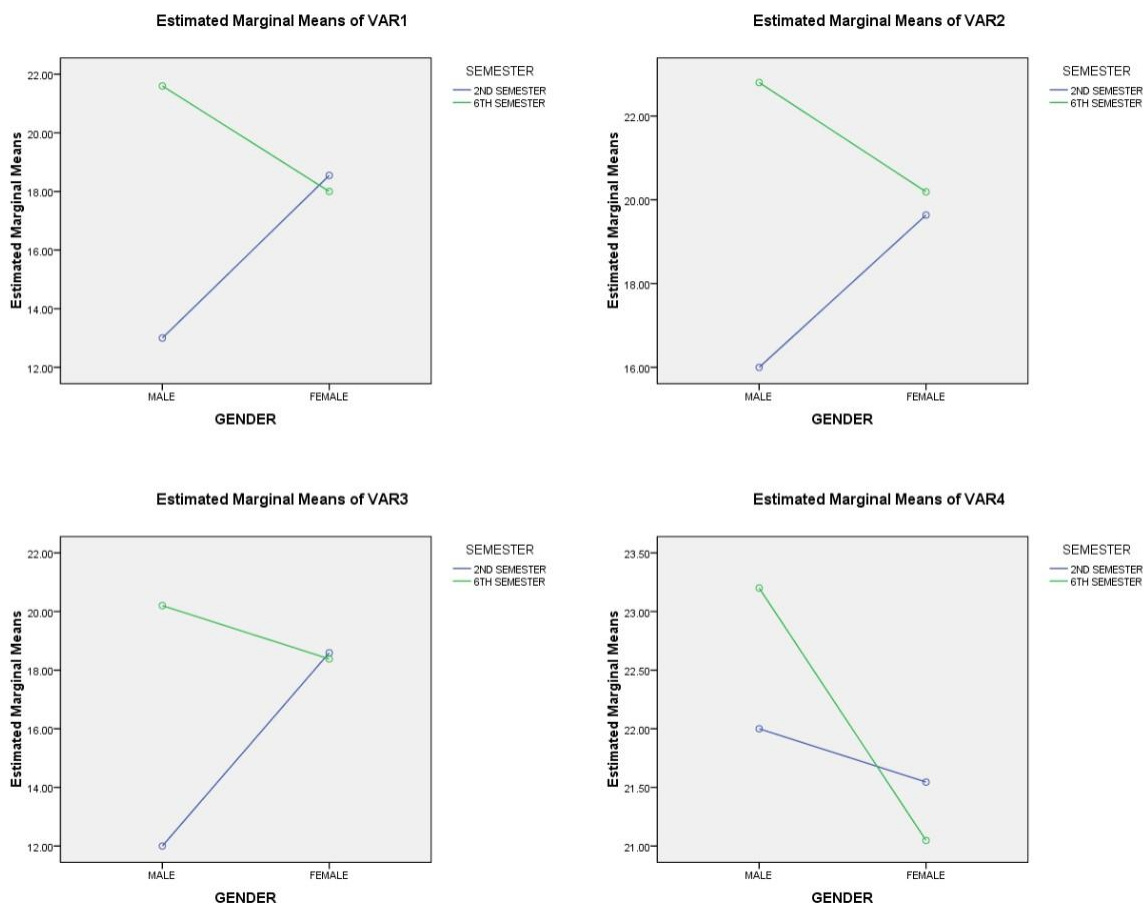 Estimated Marginal Means of VAR1
SEMESTER
2ND SEMESTER
6TH SEMESTER
Estimated Marginal Means
22.00
20.00
18.00
16.00
14.00
12.00
MALE
FEMALE
GENDER
Estimated Marginal Means of VAR2
SEMESTER
2ND SEMESTER
6TH SEMESTER
Estimated Marginal Means
22.00
20.00
18.00
16.00
MALE
FEMALE
GENDER
Estimated Marginal Means of VAR3
SEMESTER
2ND SEMESTER
6TH SEMESTER
Estimated Marginal Means
22.00
20.00
18.00
16.00
14.00
12.00
MALE
FEMALE
GENDER
Estimated Marginal Means of VAR4
SEMESTER
2ND SEMESTER
6TH SEMESTER
Estimated Marginal Means
23.50
23.00
22.50
22.00
21.50
21.00
MALE
FEMALE
GENDER